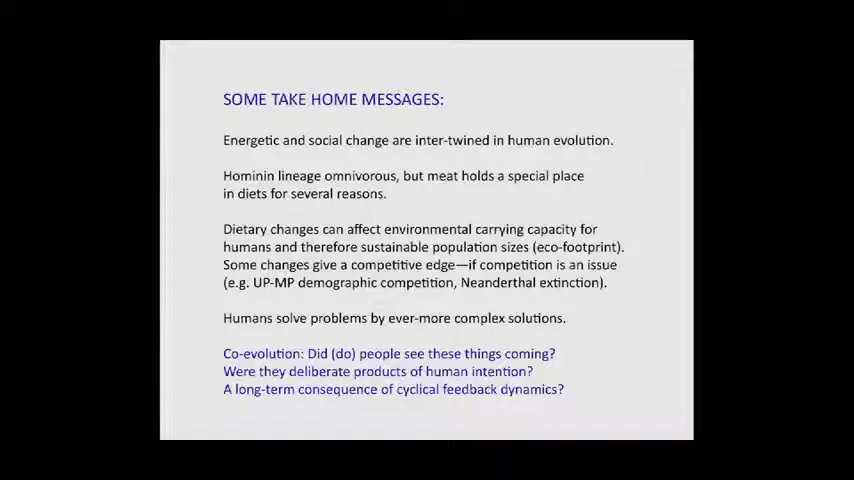 SOME TAKE HOME MESSAGES:
Energetic and social change are inter-twined in human evolution.
Hominin lineage omnivorous, but meat holds a special place
in diets for several reasons.
Dietary changes can affect environmental carrying capacity for
humans and therefore sustainable population sizes (eco-footprint).
Some changes give a competitive edge—if competition is an issue
(e.g. UP-MP demographic competition, Neanderthal extinction).
Humans solve problems by ever-more complex solutions.
Co-evolution: Did (do) people see these things coming?
Were they deliberate products of human intention?
A long-term consequence of cyclical feedback dynamics?